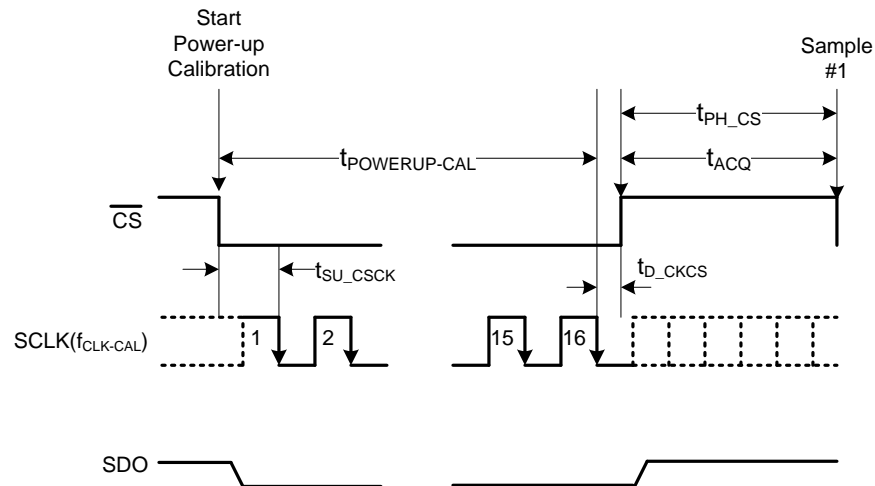 Start
Power-up
Calibration
Sample
#1
tPH_CS
tPOWERUP-CAL
tACQ
CS
tSU_CSCK
tD_CKCS
SCLK(fCLK-CAL)
1
2
15
16
SDO